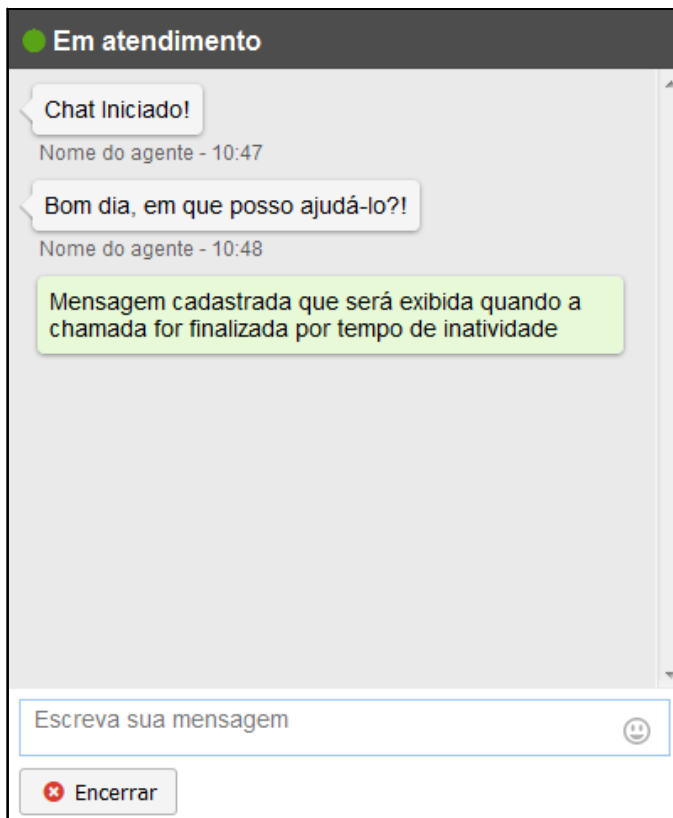 Em atendimento
Chat Iniciado!
Nome do agente - 10:47
Bom dia, em que posso ajudá-lo?!
Nome do agente - 10:48
Mensagem cadastrada que será exibida quando a
chamada for finalizada por tempo de inatividade
Escreva sua mensagem
Encerrar